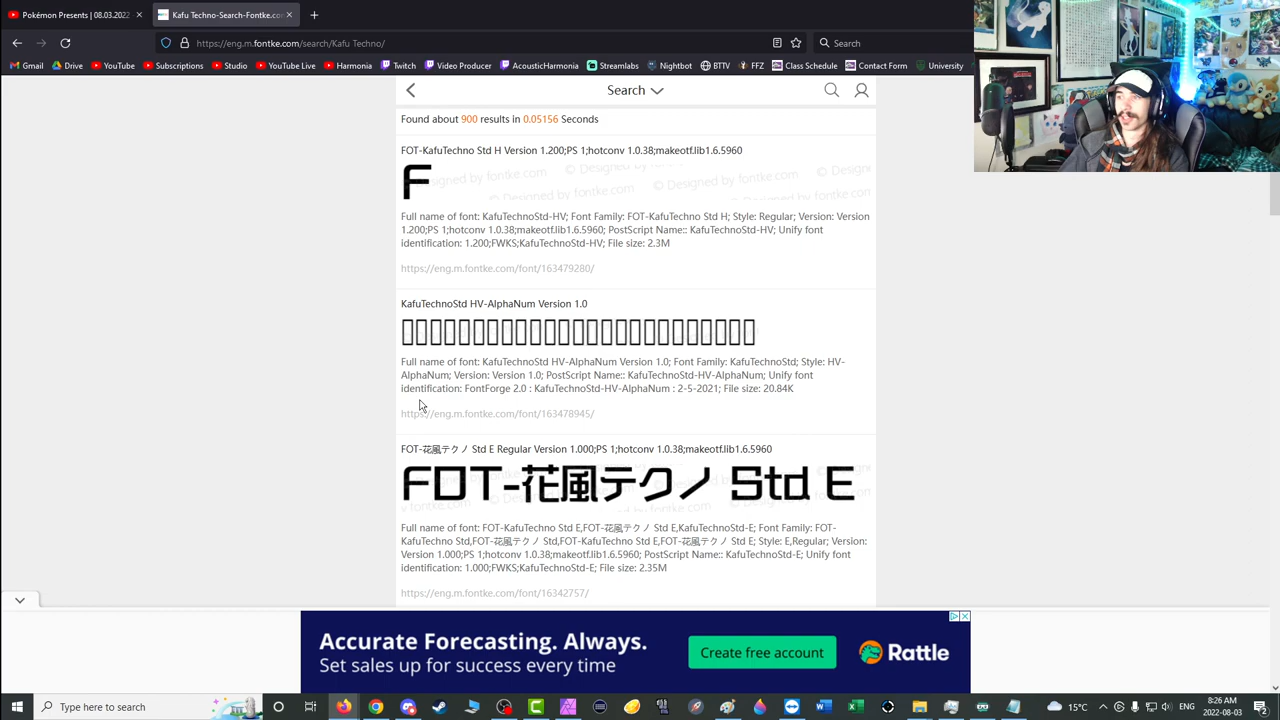 Pokémon Presents | 08.03.2022
Kafu Techno-Search-Fontke.co
https://eng.m.fontke.com/search/Kafu Techno/
Search
Gmail Drive YouTube Subscriptions Studio YouTube Live Harmonia Twitch Video Producer AcousticHarmonia Streamlabs Nightbot BTTV FFZ Class Schedule Contact Form University
Search
Found about 900 results in 0.05156 Seconds
FOT-KafuTechno Std H Version 1.200;PS 1;hotconv 1.0.38;makeotf.lib1.6.5960
F
Full name of font: KafuTechnoStd-HV; Font Family: FOT-KafuTechno Std H; Style: Regular; Version: Version
1.200;PS 1;hotconv 1.0.38;makeotf.lib1.6.5960; PostScript Name:: KafuTechnoStd-HV; Unify font
identification: 1.200;FWKS;KafuTechnoStd-HV; File size: 2.3M
https://eng.m.fontke.com/font/163479280/
KafuTechnoStd HV-AlphaNum Version 1.0
Full name of font: KafuTechnoStd HV-AlphaNum Version 1.0; Font Family: KafuTechnoStd; Style: HV-
AlphaNum; Version: Version 1.0; PostScript Name:: KafuTechnoStd-HV-AlphaNum; Unify font
identification: FontForge 2.0 : KafuTechnoStd-HV-AlphaNum : 2-5-2021; File size: 20.84K
https://eng.m.fontke.com/font/163478945/
FOT-花風テクノ Std E Regular Version 1.000;PS 1;hotconv 1.0.38;makeotf.lib1.6.5960
FOT-花風テクノ Std E
Full name of font: FOT-KafuTechno Std E,FOT-花風テクノ Std E,KafuTechnoStd-E; Font Family: FOT-
KafuTechno Std,FOT-花風テクノ Std,FOT-KafuTechno Std E,FOT-花風テクノ Std E; Style: E,Regular; Version:
Version 1.000;PS 1;hotconv 1.0.38;makeotf.lib1.6.5960; PostScript Name:: KafuTechnoStd-E; Unify font
identification: 1.000;FWKS;KafuTechnoStd-E; File size: 2.35M
https://eng.m.fontke.com/font/16342757/
Accurate Forecasting. Always.
Set sales up for success every time
Create free account
Rattle
Type here to search
15°C
ENG
8:26 AM
2022-08-03